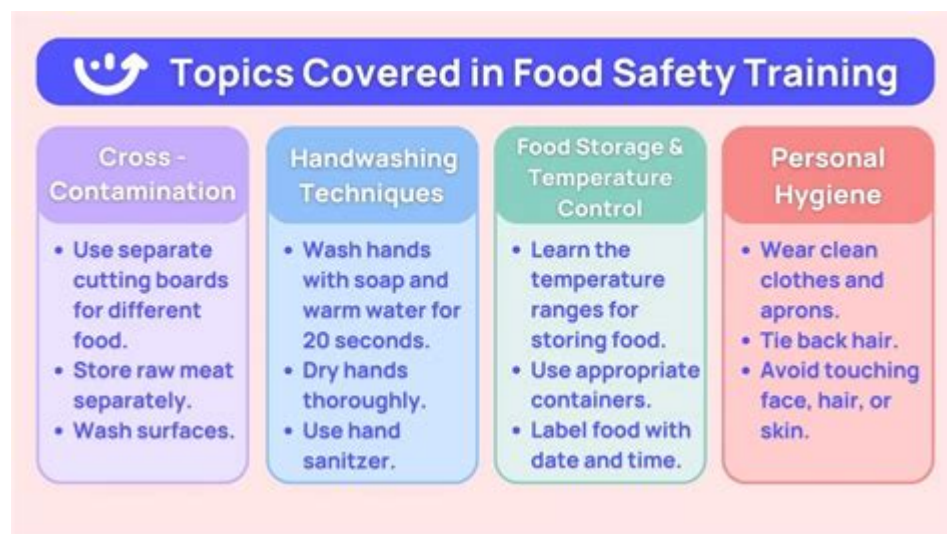 Topics Covered in Food Safety Training
Cross -
Contamination
• Use separate
cutting boards
for different
food.
• Store raw meat
separately.
• Wash surfaces.
Handwashing
Techniques
• Wash hands
with soap and
warm water for
20 seconds.
• Dry hands
thoroughly.
• Use hand
sanitzer.
Food Storage &
Temperature
Control
• Learn the
temperature
ranges for
storing food.
• Use appropriate
containers.
• Label food with
date and time.
Personal
Hygiene
• Wear clean
clothes and
aprons.
• Tie back hair.
• Avoid touching
face, hair, or
skin.